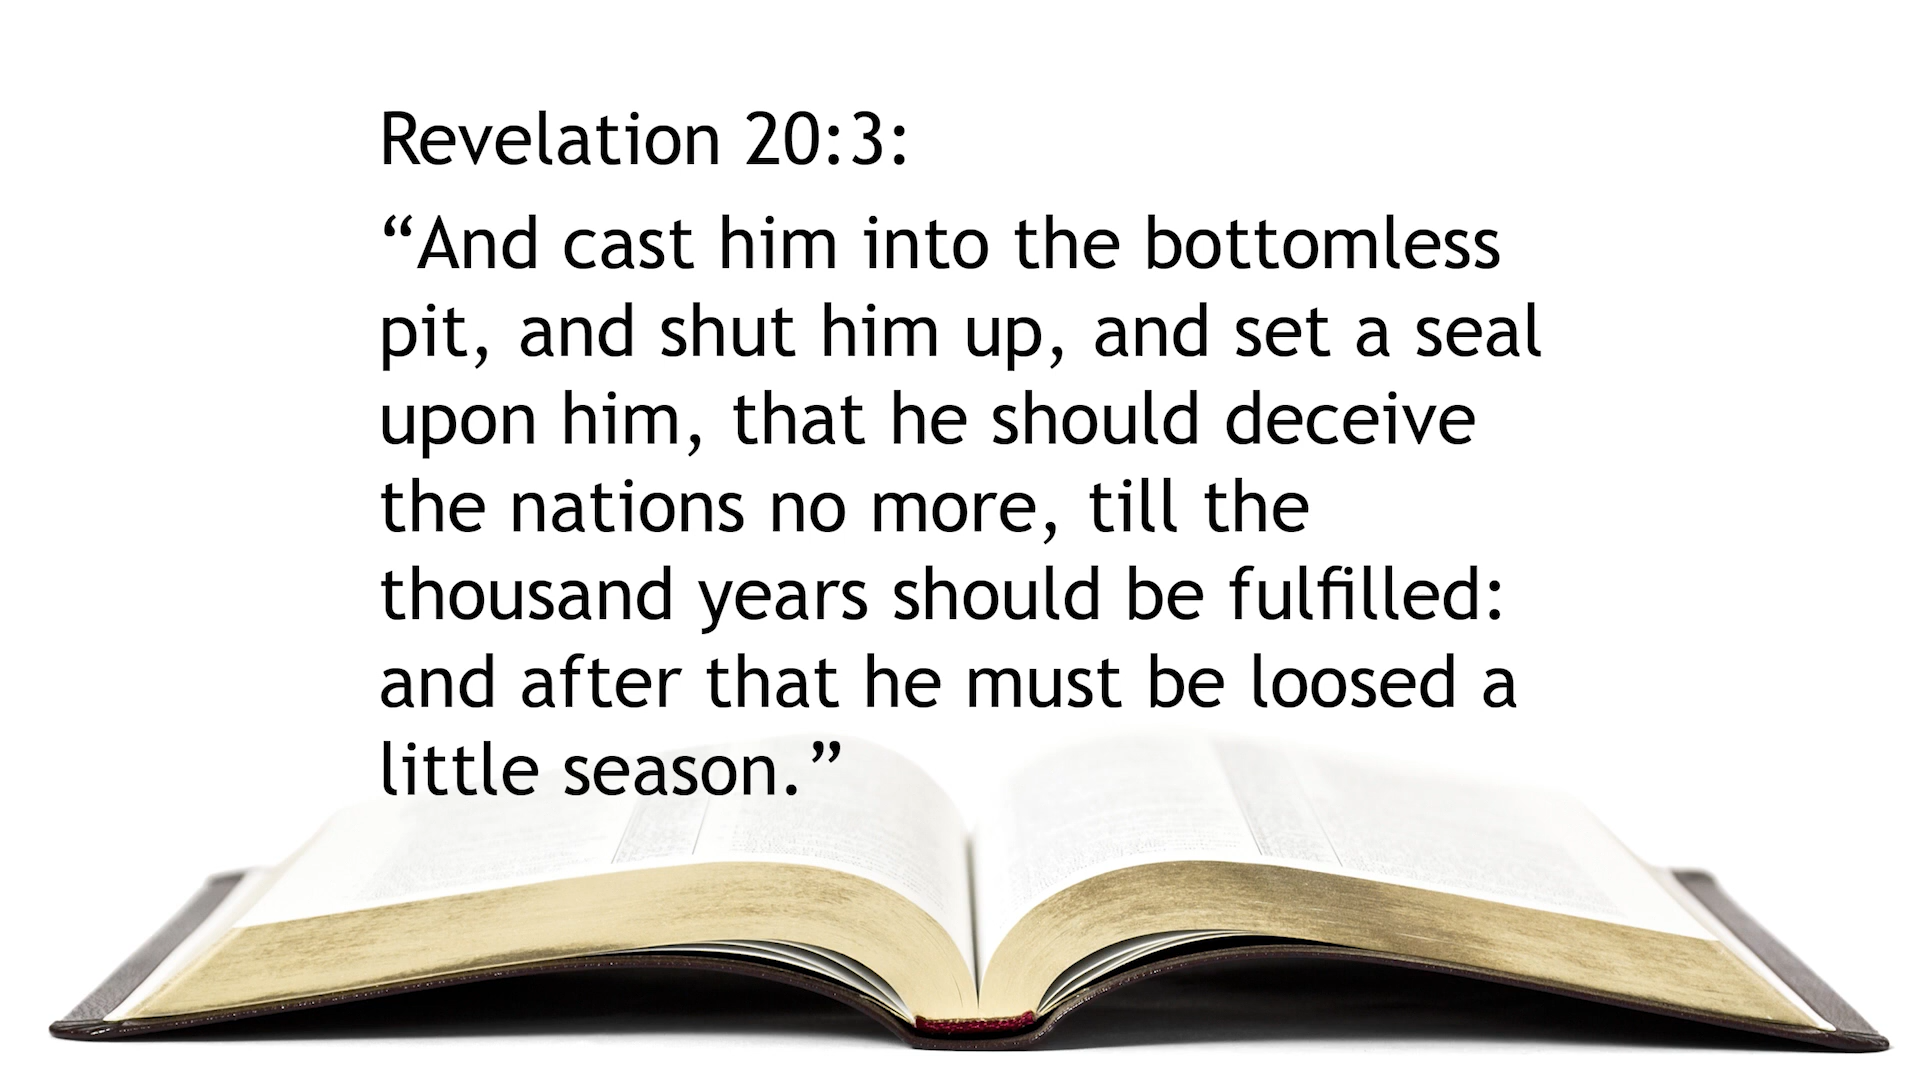 Revelation 20:3:
“And cast him into the bottomless
pit, and shut him up, and set a seal
upon him, that he should deceive
the nations no more, till the
thousand years should be fulfilled:
and after that he must be loosed a
little season.”